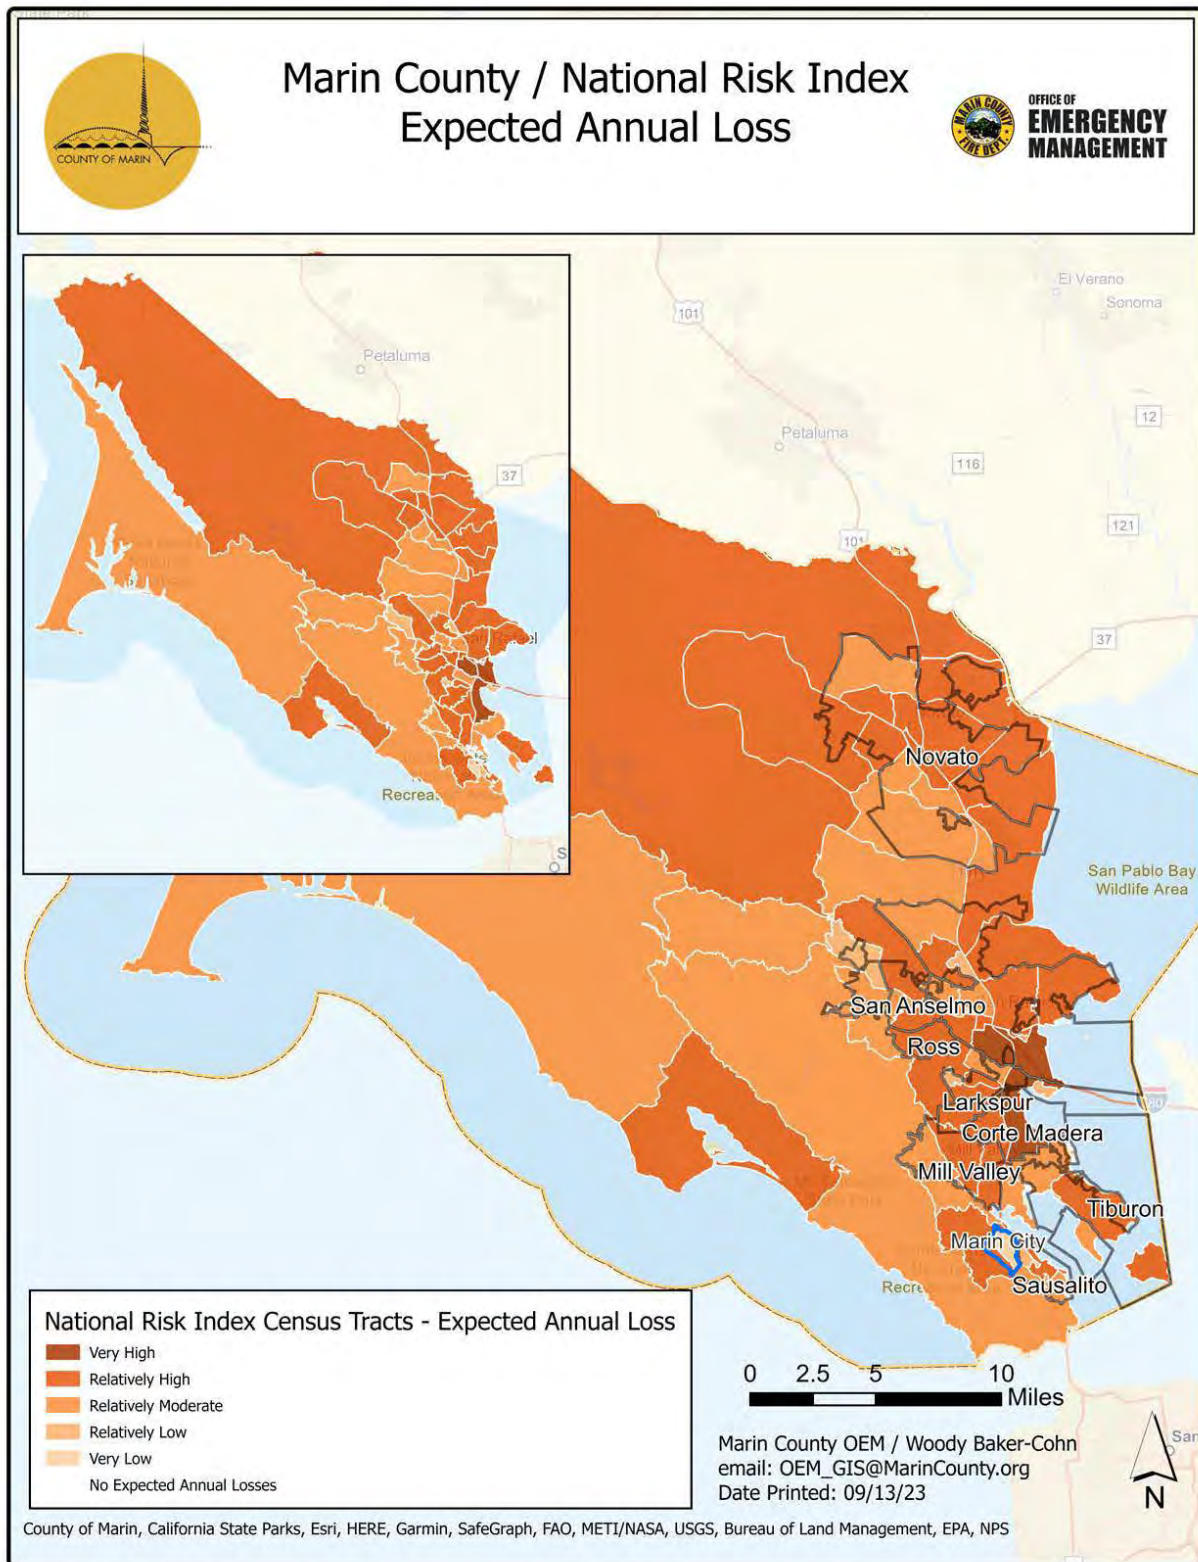 State Park
Marin County / National Risk Index
Expected Annual Loss
COUNTY OF MARIN
MARIN COUNTY
FIRE DEPT.
OFFICE OF
EMERGENCY
MANAGEMENT
Petaluma
37
San Rafael
Recrea
101
El Verano
Sonoma
12
Petaluma
116
121
101
37
Novato
San Pablo Bay
Wildlife Area
San Anselmo
Ross
Larkspur
Corte Madera
Mill Valley
Tiburon
Marin City
Recre
Sausalito
National Risk Index Census Tracts - Expected Annual Loss
Very High
Relatively High
Relatively Moderate
Relatively Low
Very Low
No Expected Annual Losses
0 2.5 5 10
Miles
Marin County OEM / Woody Baker-Cohn
email: OEM_GIS@MarinCounty.org
Date Printed: 09/13/23
San
N
County of Marin, California State Parks, Esri, HERE, Garmin, SafeGraph, FAO, METI/NASA, USGS, Bureau of Land Management, EPA, NPS